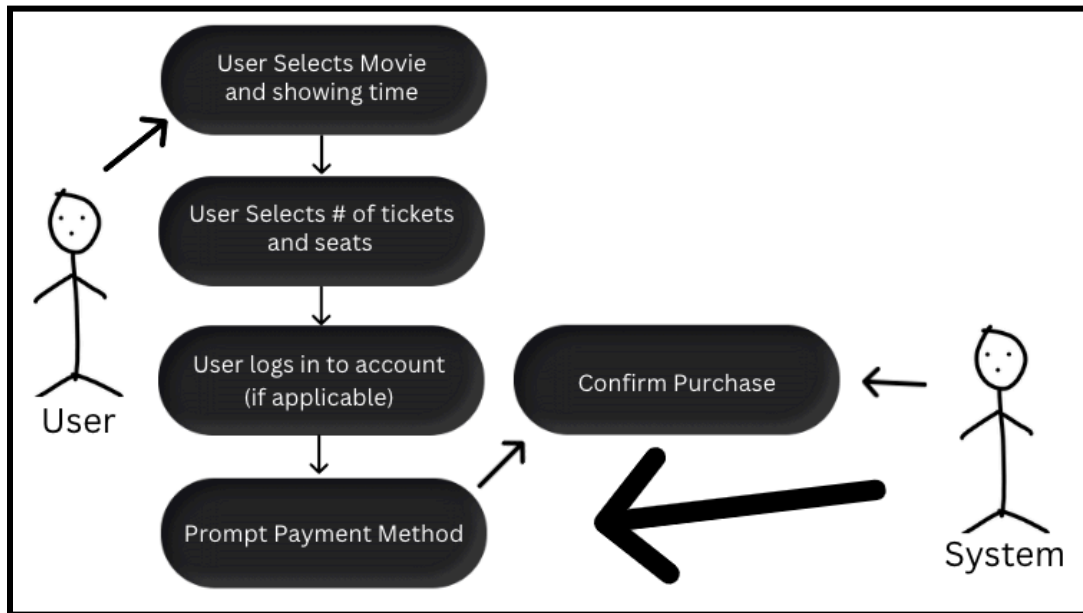 User Selects Movie
and showing time
User Selects # of tickets
and seats
User logs in to account
(if applicable)
Prompt Payment Method
Confirm Purchase
User
System